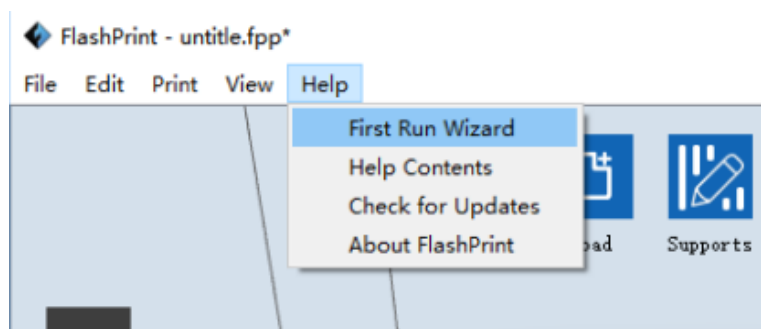 FlashPrint - untitle.fpp*
File Edit Print View Help
First Run Wizard
Help Contents
Check for Updates
About FlashPrint
Supports